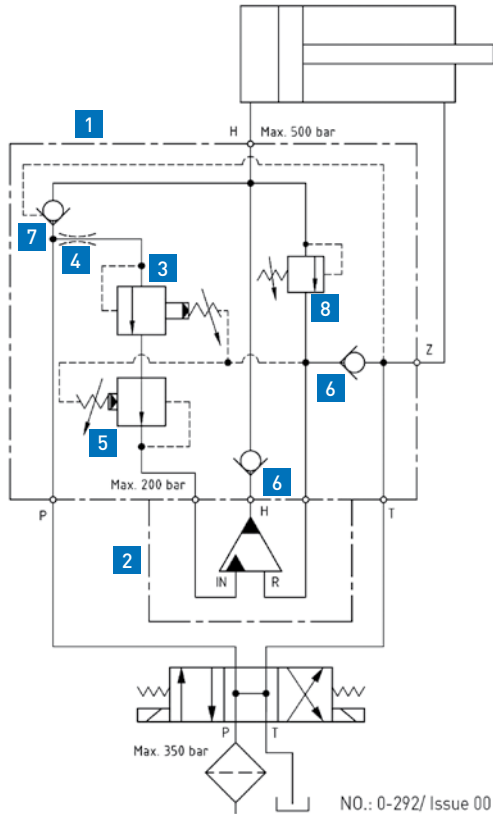 1
H Max. 500 bar
7
4
3
8
Z
6
5
Max. 200 bar
6
P H T
2
IN R
P T
Max. 350 bar
NO.: 0-292/ Issue 00